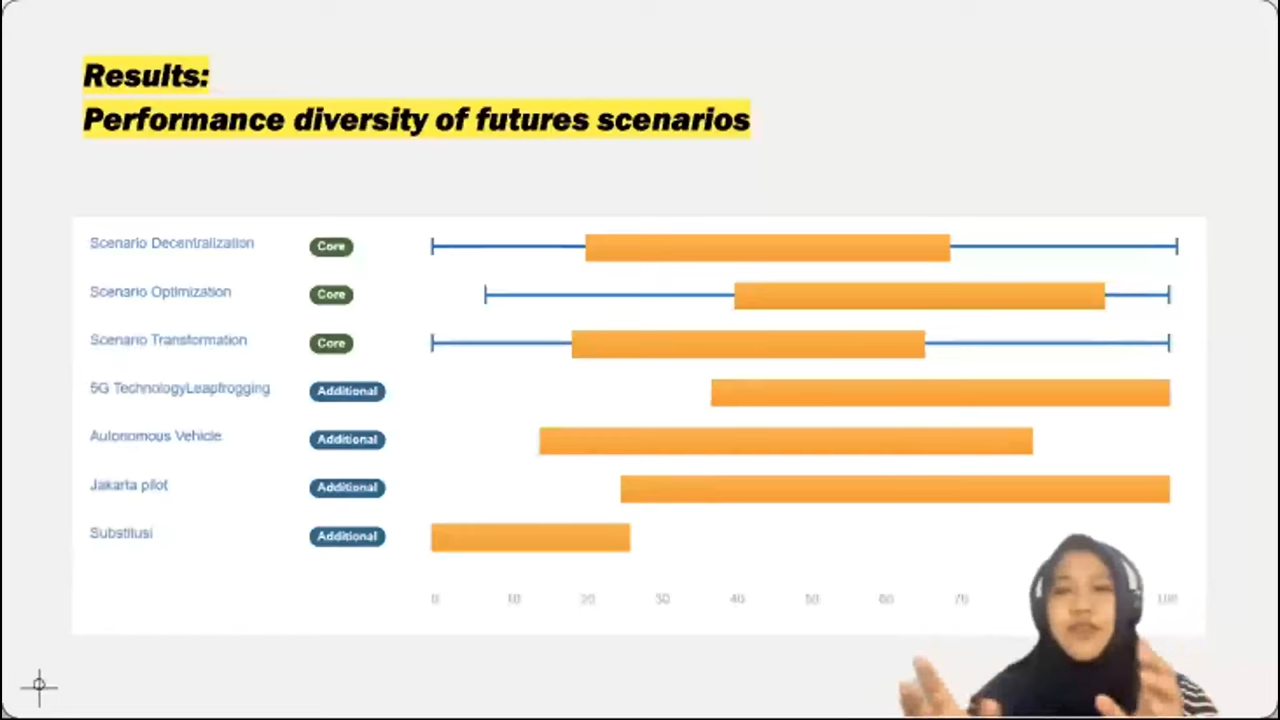 Results:
Performance diversity of futures scenarios
Scenario Decentralization Core
Scenario Optimization Core
Scenario Transformation Core
5G TechnologyLeapfrogging Additional
Autonomous Vehicle Additional
Jakarta pilot Additional
Substitusi Additional
0 10 20 30 40 50 60 70 100